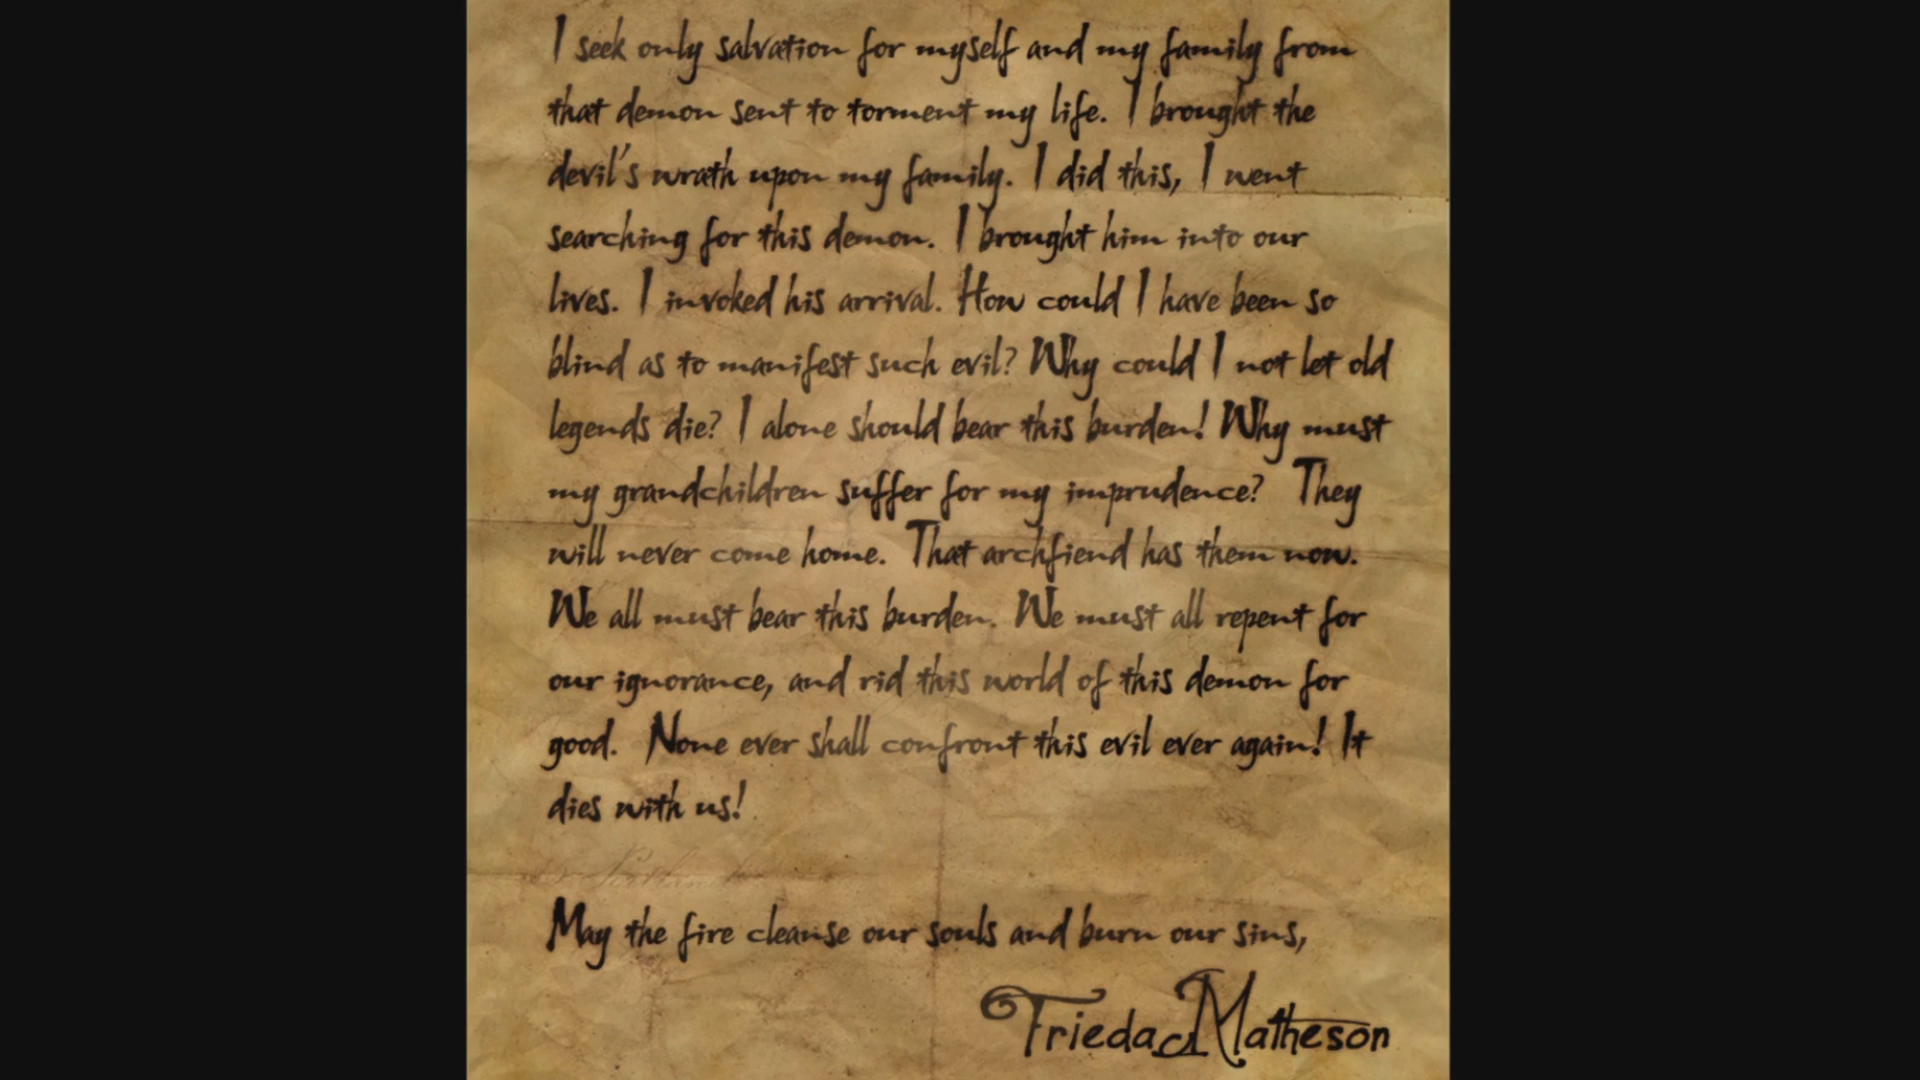 I seek only salvation for myself and my family from
that demon sent to torment my life. I brought the
devil's wrath upon my family. I did this, I went
searching for this demon. I brought him into our
lives. I invoked his arrival. How could I have been so
blind as to manifest such evil? Why could I not let old
legends die? I alone should bear this burden! Why must
my grandchildren suffer for my imprudence? They
will never come home. That archfiend has them now.
We all must bear this burden. We must all repent for
our ignorance, and rid this world of this demon for
good. None ever shall confront this evil ever again! It
dies with us!
May the fire cleanse our souls and burn our sins,
Frieda Matheson